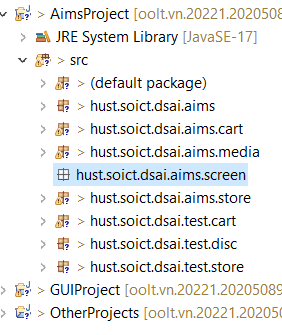 AimsProject [oolt.vn.20221.2020508
JRE System Library [JavaSE-17]
> src
> (default package)
> hust.soict.dsai.aims
> hust.soict.dsai.aims.cart
> hust.soict.dsai.aims.media
hust.soict.dsai.aims.screen
> hust.soict.dsai.aims.store
> hust.soict.dsai.test.cart
> hust.soict.dsai.test.disc
> hust.soict.dsai.test.store
> GUIProject [oolt.vn.20221.20205089
> OtherProjects [oolt.vn.20221.20205